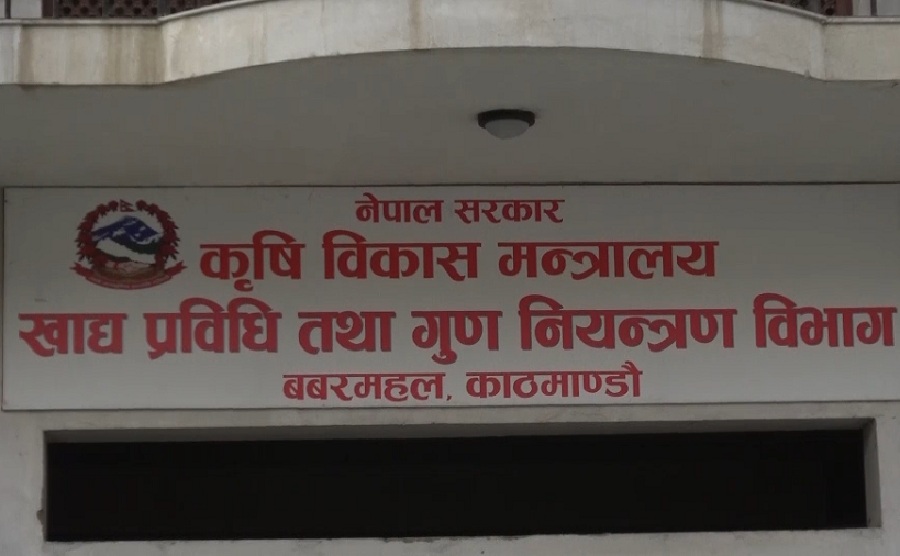 नेपाल सरकार
कृषि विकास मन्त्रालय
खाद्य प्रविधि तथा गुण नियन्त्रण विभाग
बबरमहल, काठमाण्डौ